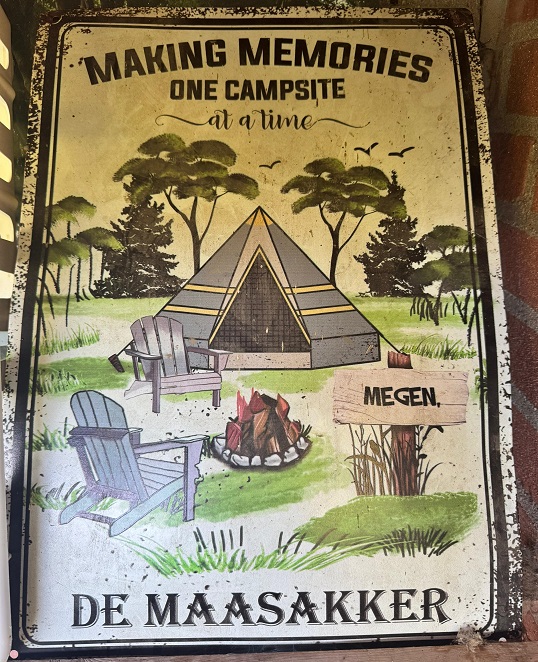 MAKING MEMORIES
ONE CAMPSITE
at a time
MEGEN,
DE MAASAKKER